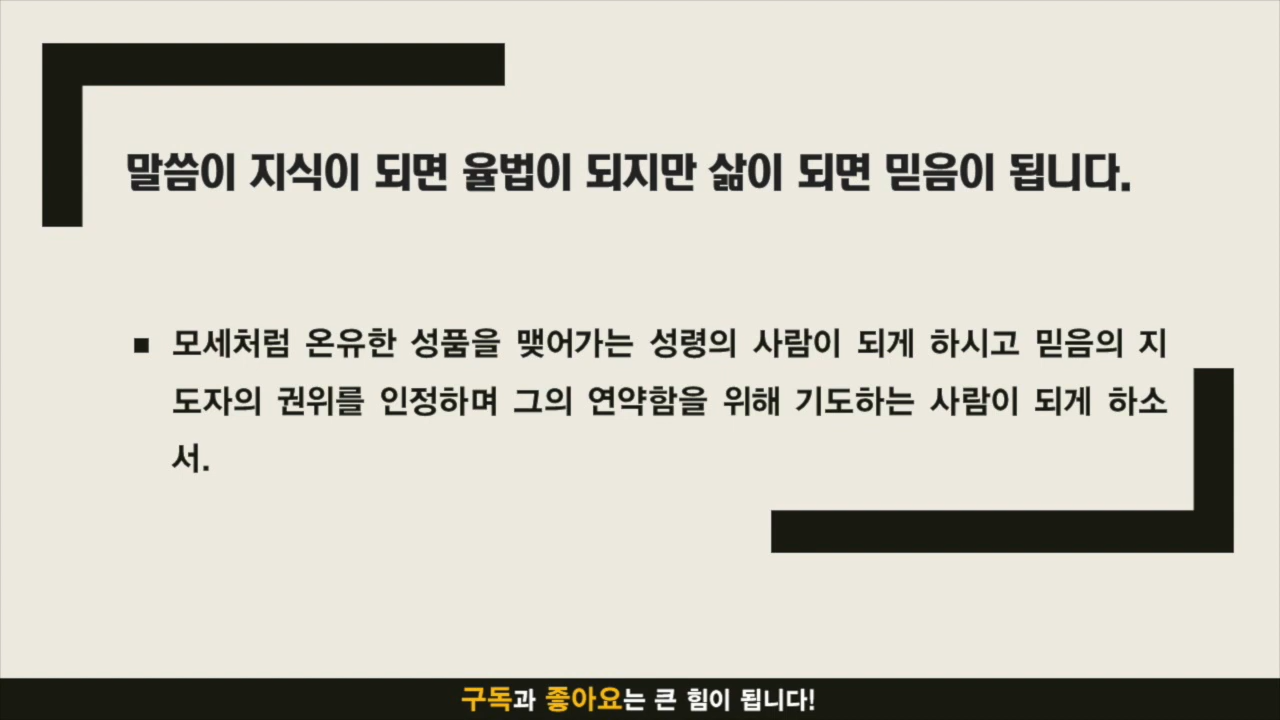 말씀이 지식이 되면 율법이 되지만 삶이 되면 믿음이 됩니다.
■ 모세처럼 온유한 성품을 맺어가는 성령의 사람이 되게 하시고 믿음의 지
도자의 권위를 인정하며 그의 연약함을 위해 기도하는 사람이 되게 하소
서.
구독과 좋아요는 큰 힘이 됩니다!